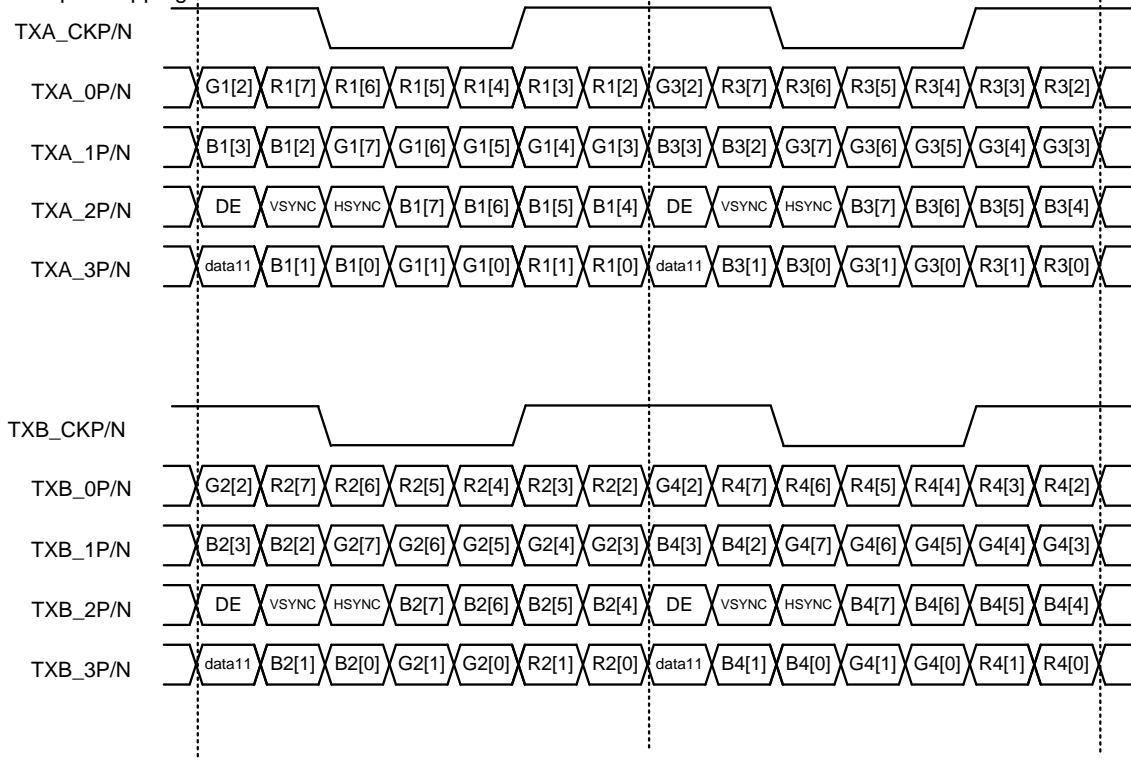 TXA_CKP/N
TXA_0P/N G1[2] R1[7] R1[6] R1[5] R1[4] R1[3] R1[2] G3[2] R3[7] R3[6] R3[5] R3[4] R3[3] R3[2]
TXA_1P/N B1[3] B1[2] G1[7] G1[6] G1[5] G1[4] G1[3] B3[3] B3[2] G3[7] G3[6] G3[5] G3[4] G3[3]
TXA_2P/N DE VSYNC HSYNC B1[7] B1[6] B1[5] B1[4] DE VSYNC HSYNC B3[7] B3[6] B3[5] B3[4]
TXA_3P/N data11 B1[1] B1[0] G1[1] G1[0] R1[1] R1[0] data11 B3[1] B3[0] G3[1] G3[0] R3[1] R3[0]
TXB_CKP/N
TXB_0P/N G2[2] R2[7] R2[6] R2[5] R2[4] R2[3] R2[2] G4[2] R4[7] R4[6] R4[5] R4[4] R4[3] R4[2]
TXB_1P/N B2[3] B2[2] G2[7] G2[6] G2[5] G2[4] G2[3] B4[3] B4[2] G4[7] G4[6] G4[5] G4[4] G4[3]
TXB_2P/N DE VSYNC HSYNC B2[7] B2[6] B2[5] B2[4] DE VSYNC HSYNC B4[7] B4[6] B4[5] B4[4]
TXB_3P/N data11 B2[1] B2[0] G2[1] G2[0] R2[1] R2[0] data11 B4[1] B4[0] G4[1] G4[0] R4[1] R4[0]